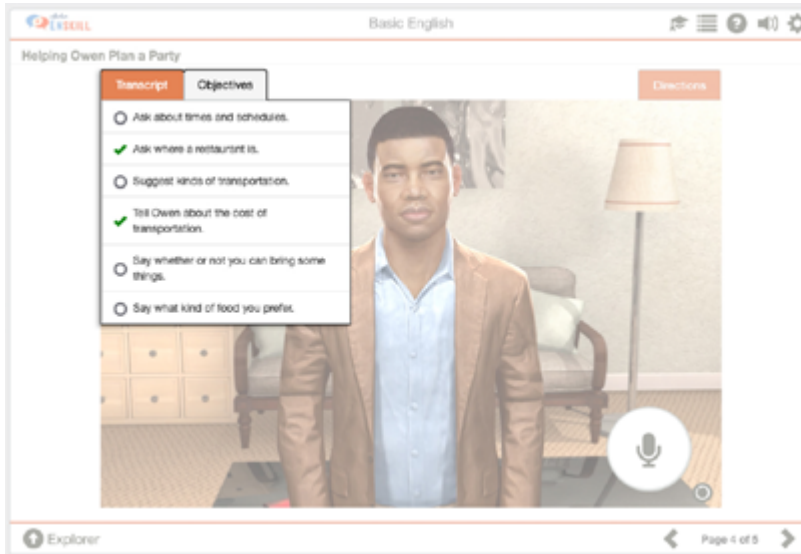 ENSKILL
Basic English
Helping Owen Plan a Party
Transcript
Objectives
Directions
Ask about times and schedules.
Ask where a restaurant is.
Suggest kinds of transportation.
Tell Owen about the cost of
transportation.
Say whether or not you can bring some
things.
Say what kind of food you prefer.
Explorer
Page 4 of 5